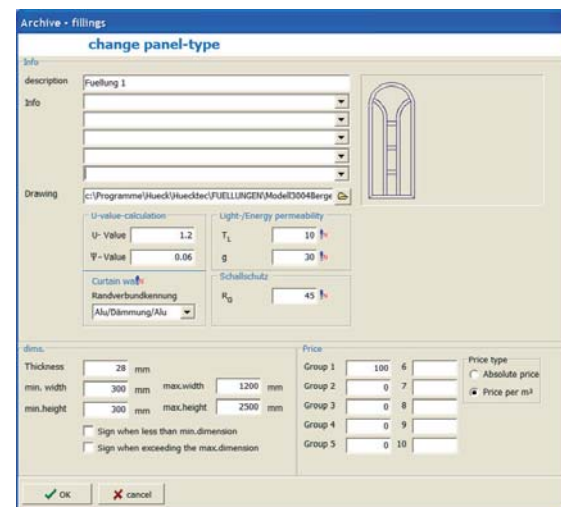 Archive - fillings
change panel-type
Info
description Fuellung 1
Info
Drawing c:\Programme\Hueck\Huecktec\FUELLUNGEN\Modell3004Berge
U-value-calculation Light-/Energy permeability
U- Value 1.2 TL 10
Ψ-Value 0.06 g 30
Curtain wall Schallschutz
Randverbundkennung RG 45
Alu/Dämmung/Alu
dims. Price
Thickness 28 mm Group 1 100 6 Price type
min. width 300 mm max.width 1200 mm Group 2 0 7 Absolute price
min.height 300 mm max.height 2500 mm Group 3 0 8 Price per m²
Sign when less than min.dimension Group 4 0 9
Sign when exceeding the max.dimension Group 5 0 10
OK cancel